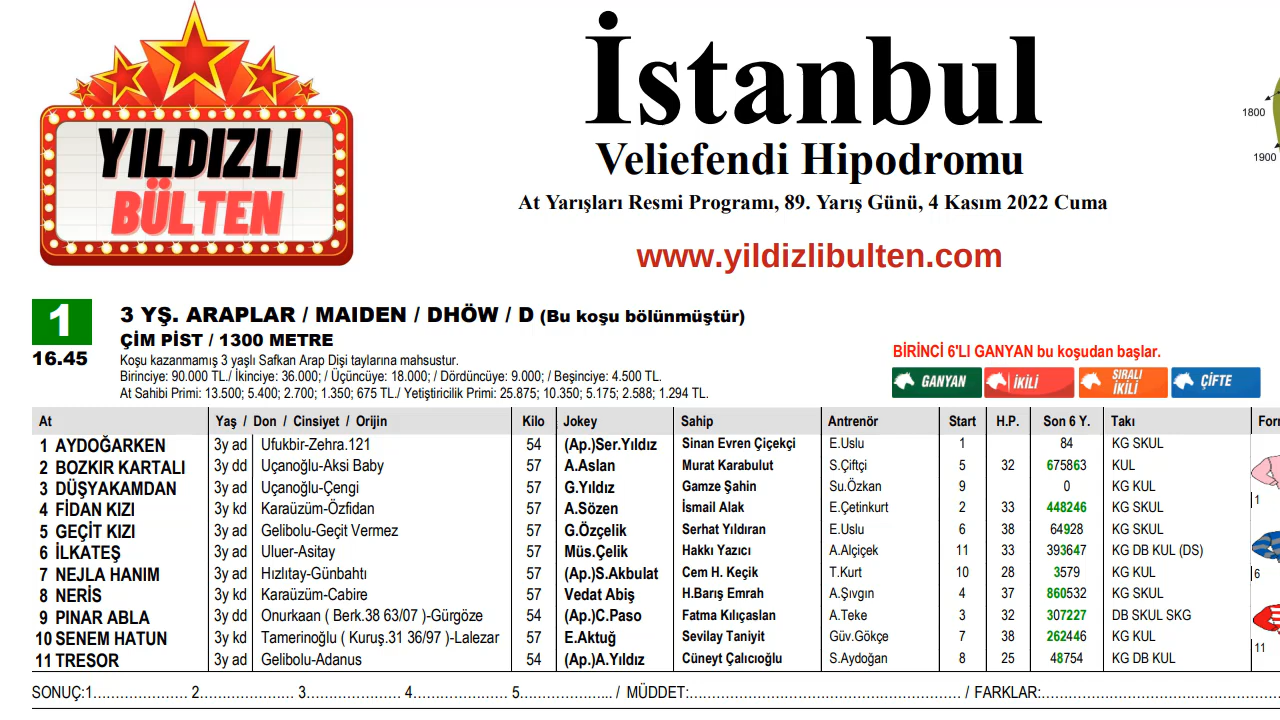 YILDIZLI
BÜLTEN
İstanbul
Veliefendi Hipodromu
At Yarışları Resmi Programı, 89. Yarış Günü, 4 Kasım 2022 Cuma
www.yildizlibulten.com
1800
1900
1
16.45
3 YŞ. ARAPLAR / MAIDEN / DHÖW / D (Bu koşu bölünmüştür)
ÇİM PİST / 1300 METRE
Koşu kazanmamış 3 yaşlı Safkan Arap Dişi taylarına mahsustur.
Birinciye: 90.000 TL./ İkinciye: 36.000; / Üçüncüye: 18.000; / Dördüncüye: 9.000; / Beşinciye: 4.500 TL.
At Sahibi Primi: 13.500; 5.400; 2.700; 1.350; 675 TL./ Yetiştiricilik Primi: 25.875; 10.350; 5.175; 2.588; 1.294 TL.
BİRİNCİ 6'LI GANYAN bu koşudan başlar.
GANYAN İKİLİ SIRALI İKİLİ ÇİFTE
At Yaş / Don / Cinsiyet / Orijin Kilo Jokey Sahip Antrenör Start H.P. Son 6 Y. Takı Forr
1 AYDOĞARKEN 3y ad Ufukbir-Zehra.121 54 (Ap.)Ser.Yıldız Sinan Evren Çiçekçi E.Uslu 1 84 KG SKUL
2 BOZKIR KARTALI 3y dd Uçanoğlu-Aksi Baby 57 A.Aslan Murat Karabulut S.Çiftçi 5 32 675863 KUL
3 DÜŞYAKAMDAN 3y ad Uçanoğlu-Çengi 57 G.Yıldız Gamze Şahin Su.Özkan 9 0 KG KUL
4 FİDAN KIZI 3y kd Karaüzüm-Özfidan 57 A.Sözen İsmail Alak E.Çetinkurt 2 33 448246 KG SKUL
5 GEÇİT KIZI 3y ad Gelibolu-Geçit Vermez 57 G.Özçelik Serhat Yıldıran E.Uslu 6 38 64928 KG SKUL
6 İLKATEŞ 3y ad Uluer-Asitay 57 Müs.Çelik Hakkı Yazıcı A.Alçiçek 11 33 393647 KG DB KUL (DS)
7 NEJLA HANIM 3y ad Hızlıtay-Günbahtı 57 (Ap.)S.Akbulat Cem H. Keçik T.Kurt 10 28 3579 KG KUL
8 NERİS 3y kd Karaüzüm-Cabire 57 Vedat Abiş H.Barış Emrah A.Şıvgın 4 37 860532 KG KUL
9 PINAR ABLA 3y dd Onurkaan ( Berk.38 63/07 )-Gürgöze 54 (Ap.)C.Paso Fatma Kılıçaslan A.Teke 3 32 307227 DB SKUL SKG
10 SENEM HATUN 3y kd Tamerinoğlu ( Kuruş.31 36/97 )-Lalezar 57 E.Aktuğ Sevilay Taniyit Güv.Gökçe 7 38 262446 KG KUL
11 TRESOR 3y ad Gelibolu-Adanus 54 (Ap.)A.Yıldız Cüneyt Çalıcıoğlu S.Aydoğan 8 25 48754 KG DB KUL
1
6
11
SONUÇ:1..................... 2..................... 3..................... 4..................... 5..................... / MÜDDET:............................................................ / FARKLAR:............................................................